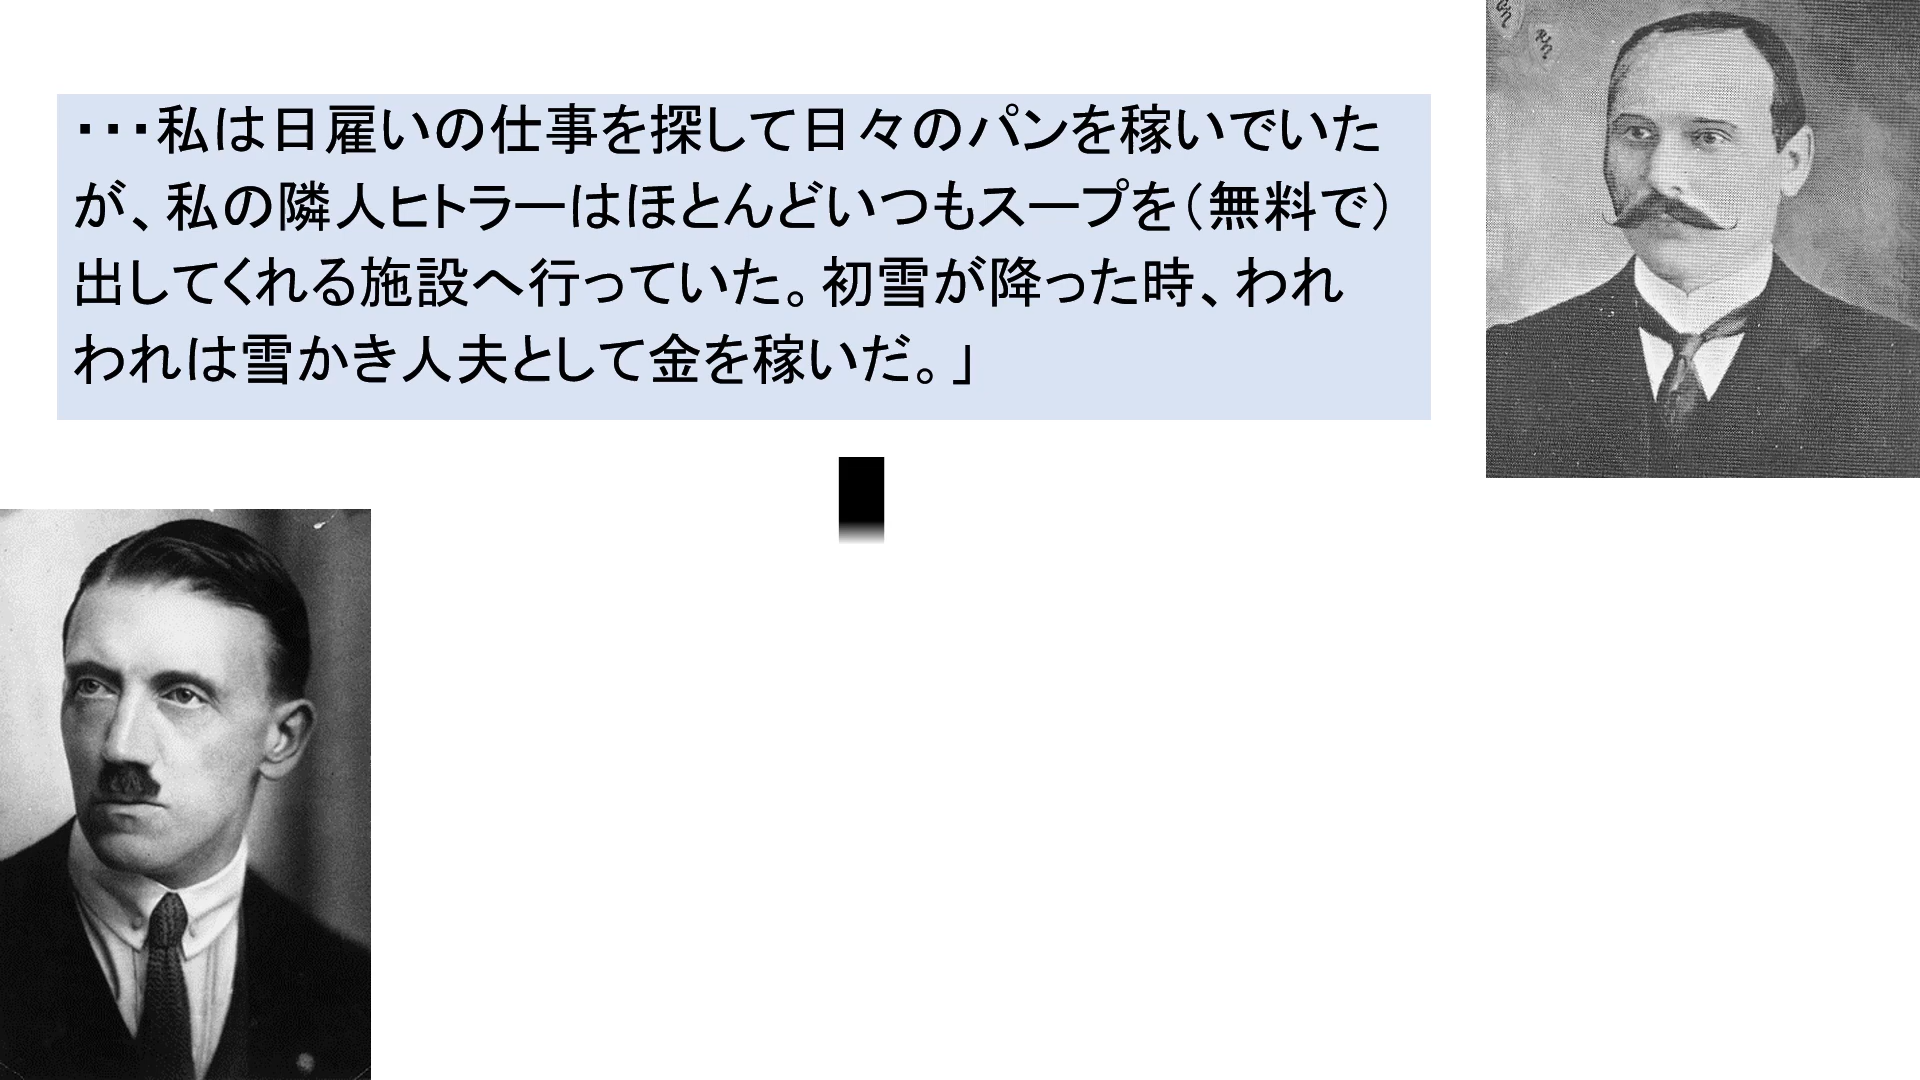 ・・・私は日雇いの仕事を探して日々のパンを稼いでいた
が、私の隣人ヒトラーはほとんどいつもスープを（無料で）
出してくれる施設へ行っていた。初雪が降った時、われ
われは雪かき人夫として金を稼いだ。」